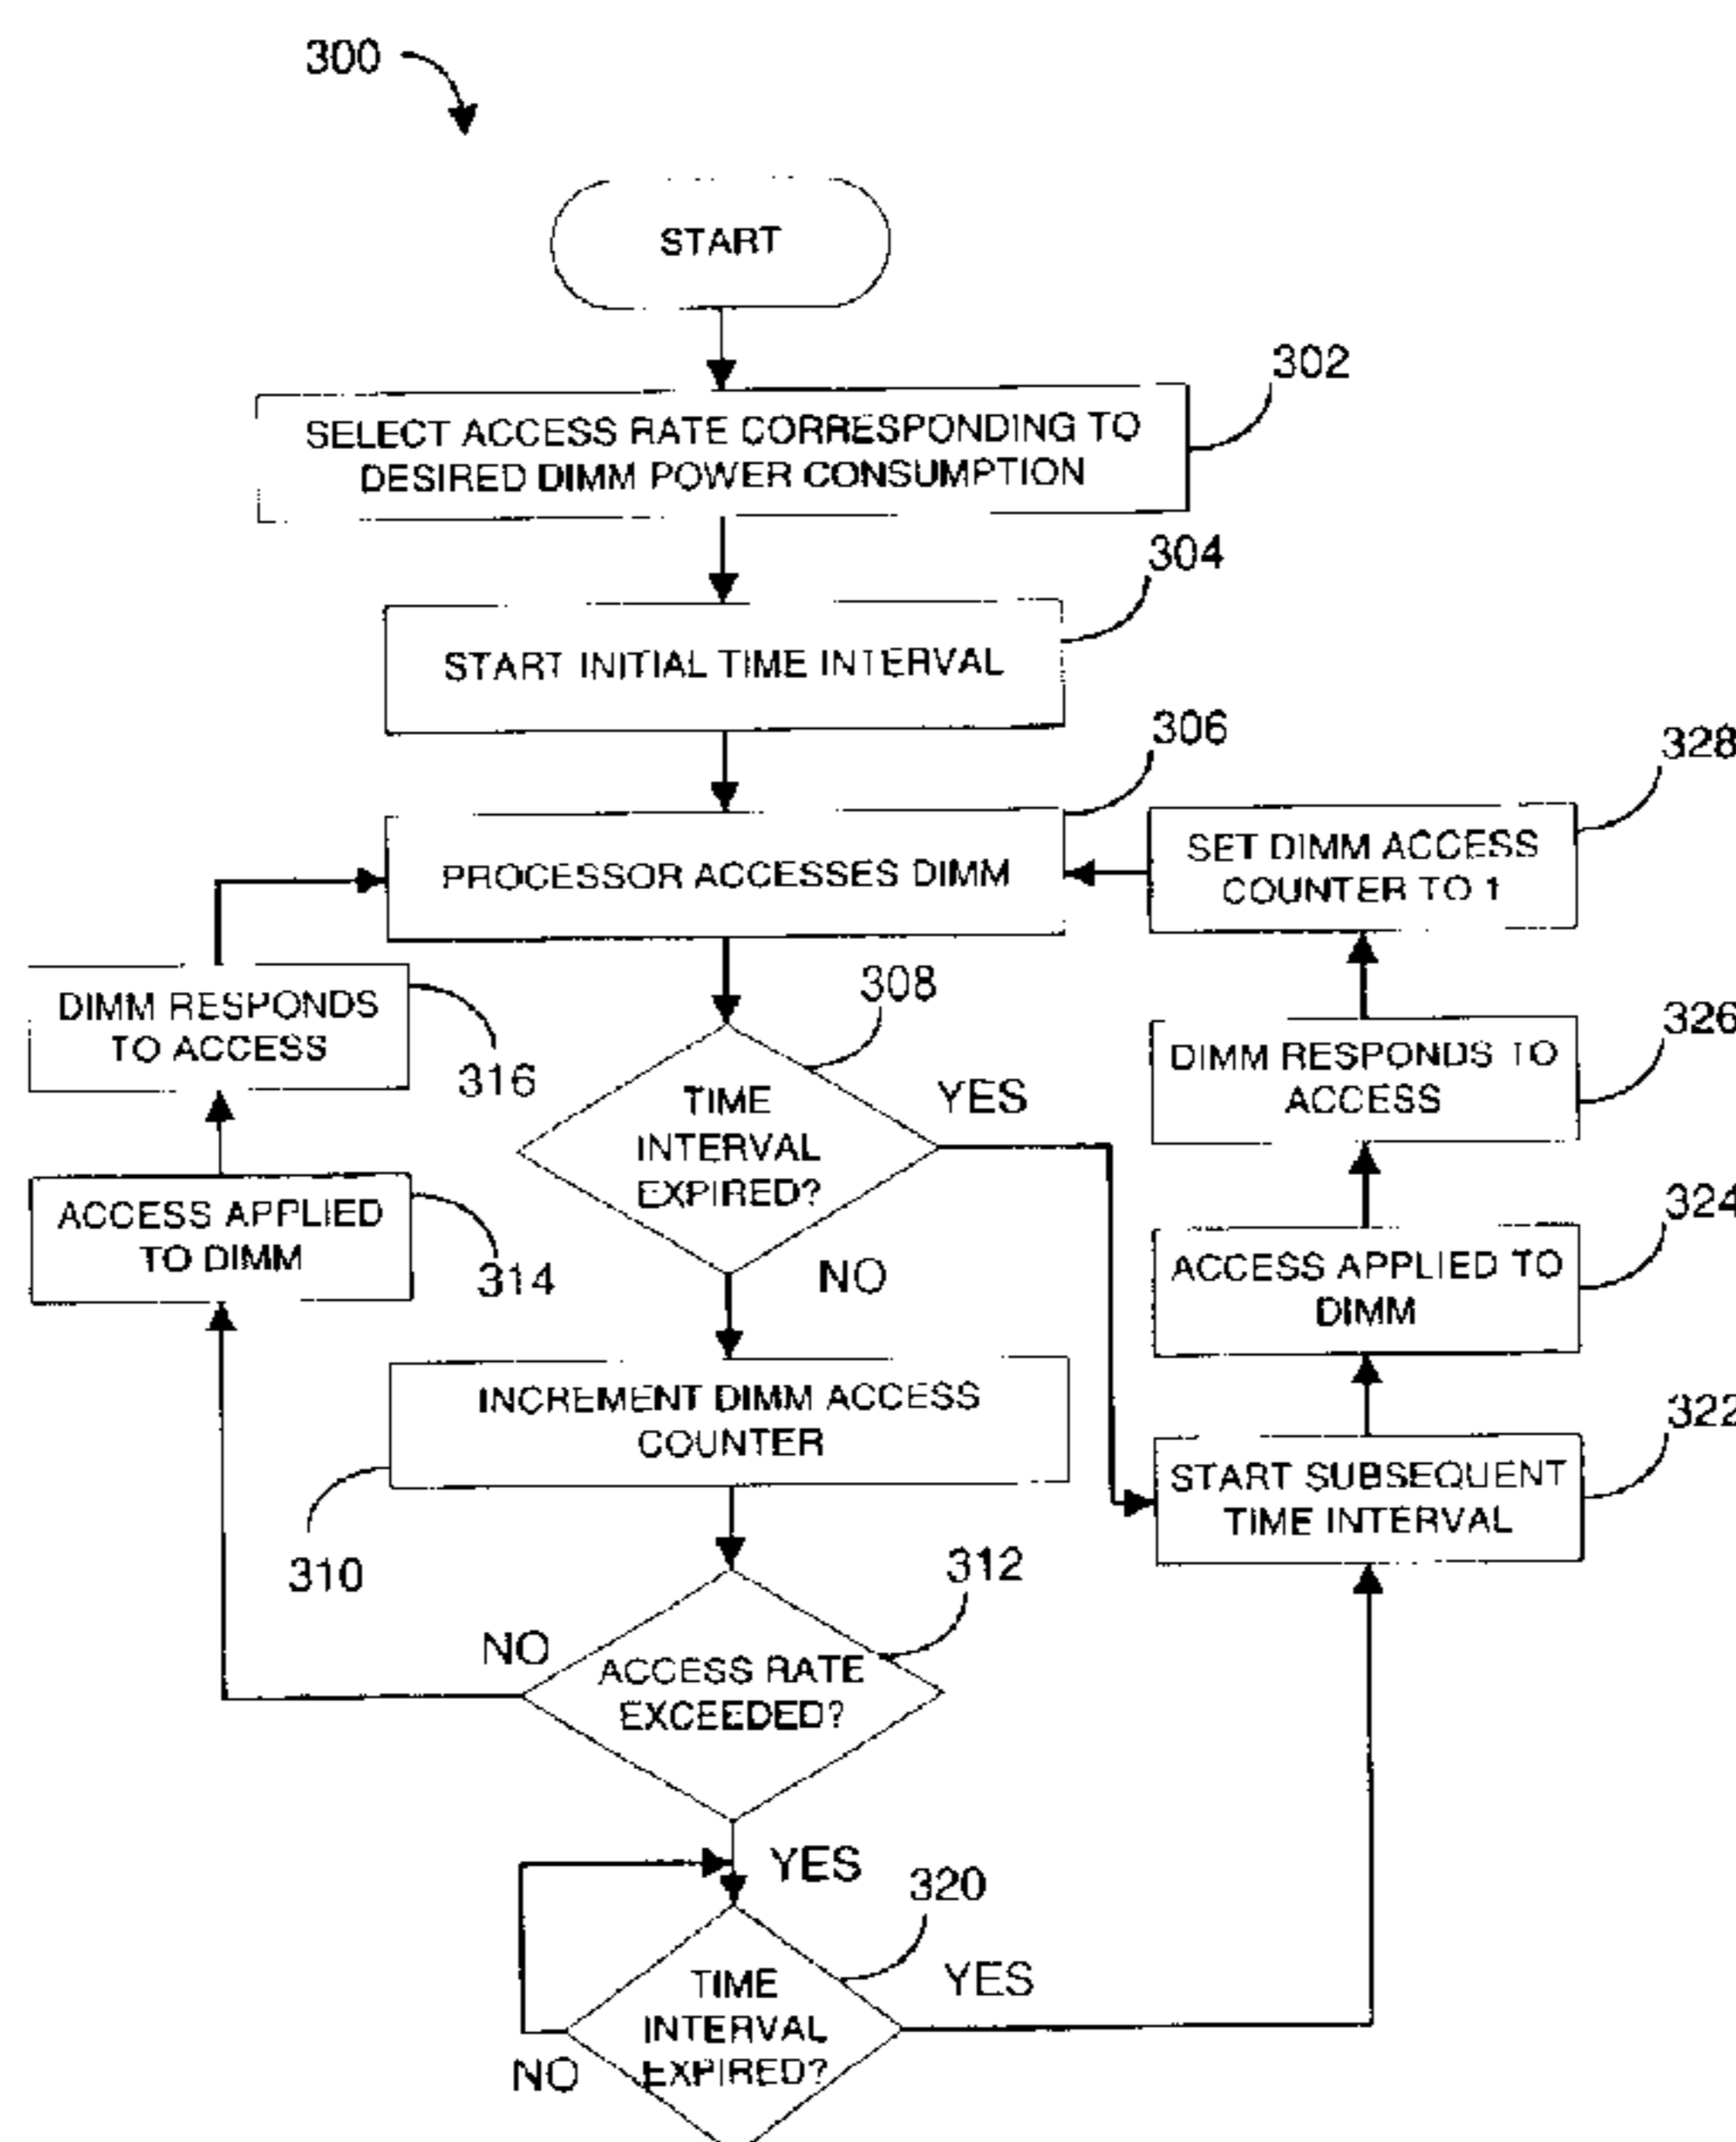 300
START
302
SELECT ACCESS RATE CORRESPONDING TO
DESIRED DIMM POWER CONSUMPTION
304
START INITIAL TIME INTERVAL
306
PROCESSOR ACCESSES DIMM
328
SET DIMM ACCESS
COUNTER TO 1
308
TIME
INTERVAL
EXPIRED?
YES
NO
DIMM RESPONDS
TO ACCESS
316
326
DIMM RESPONDS TO
ACCESS
ACCESS APPLIED
TO DIMM
314
324
ACCESS APPLIED TO
DIMM
INCREMENT DIMM ACCESS
COUNTER
310
322
START SUBSEQUENT
TIME INTERVAL
312
NO
ACCESS RATE
EXCEEDED?
YES
320
TIME
INTERVAL
EXPIRED?
YES
NO